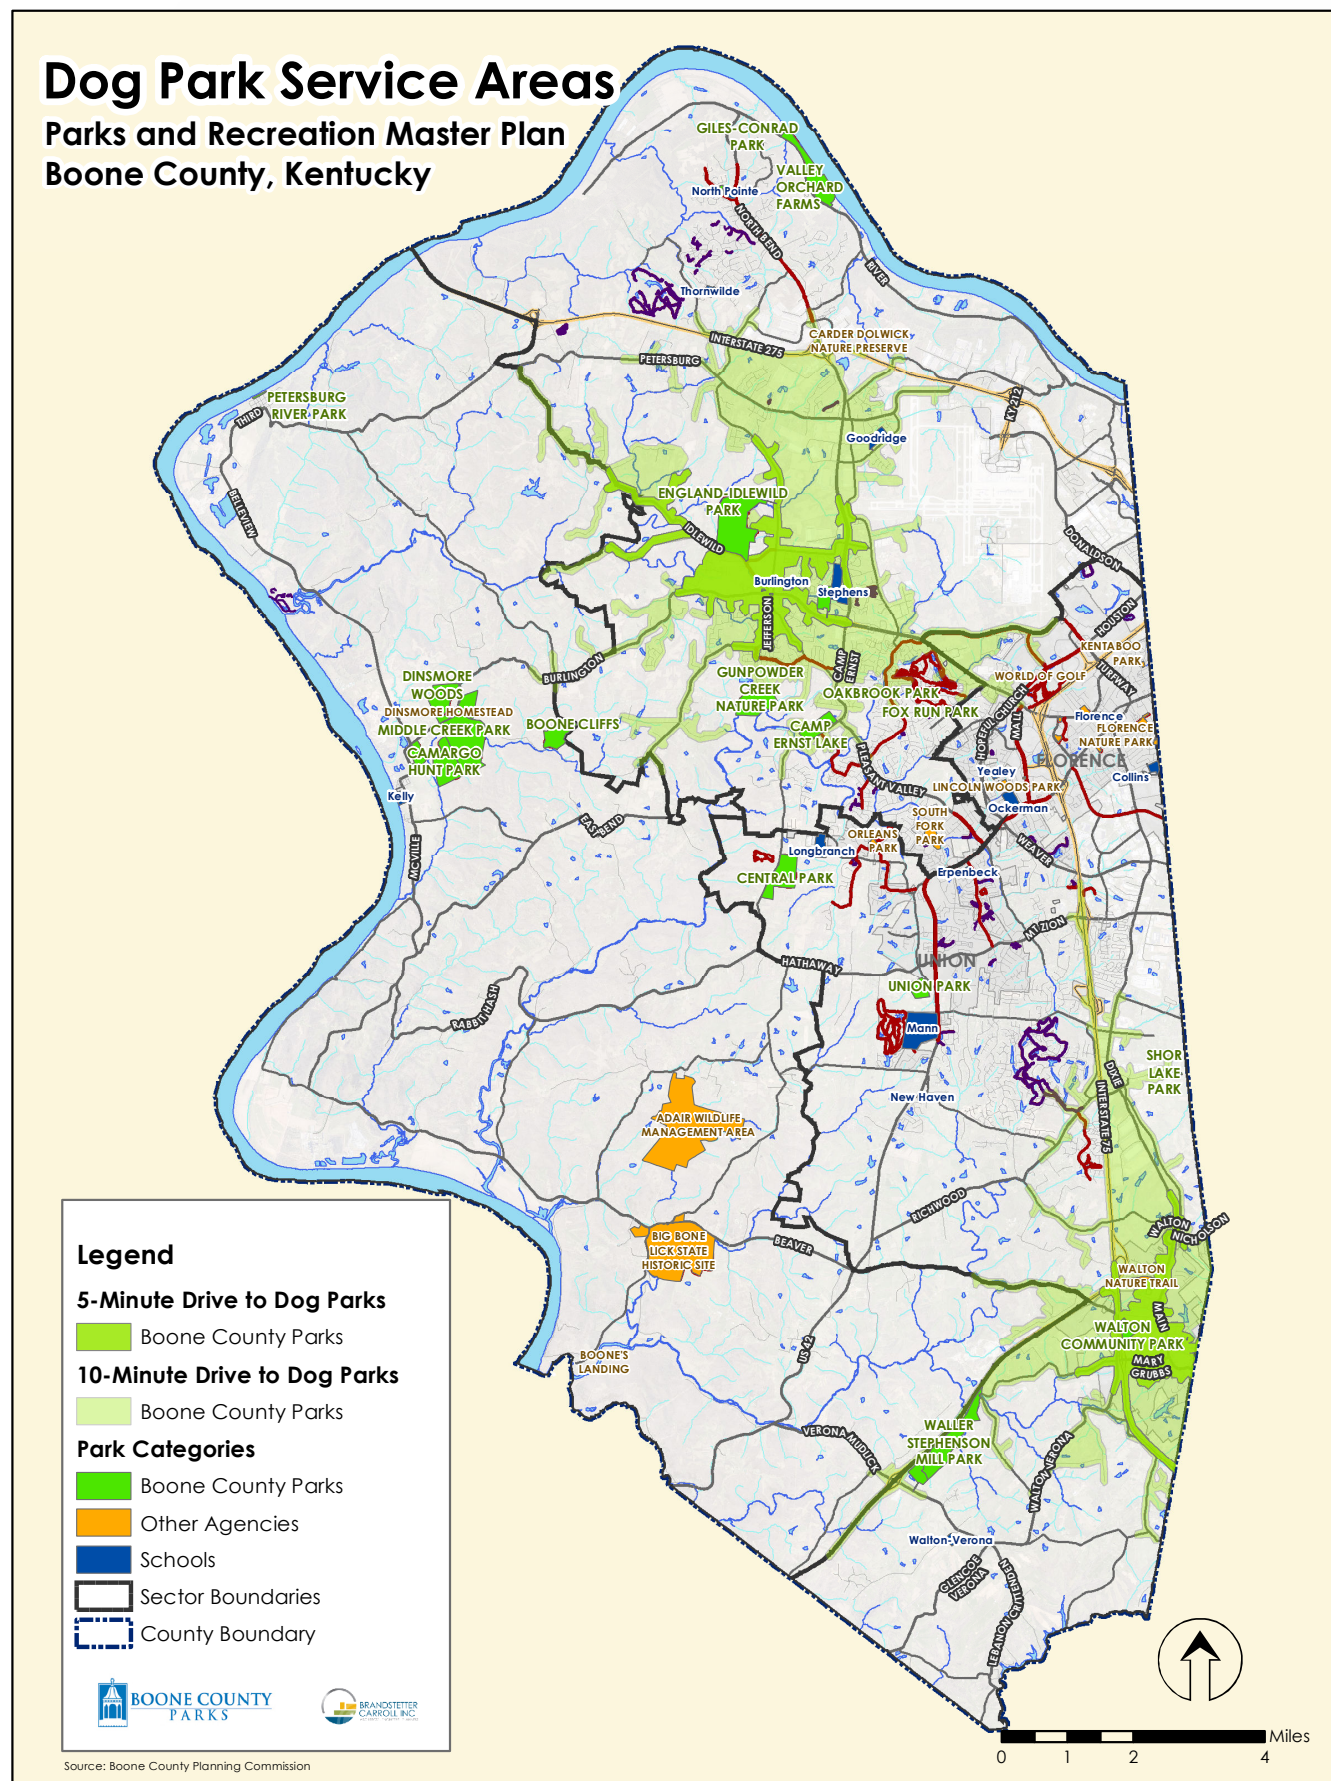 Dog Park Service Areas
Parks and Recreation Master Plan
Boone County, Kentucky
GILES-CONRAD
PARK
VALLEY
ORCHARD
FARMS
North Pointe
NORTH BEND
RIVER
Thornwilde
CARDER DOLWICK
NATURE PRESERVE
INTERSTATE 275
PETERSBURG
KY 212
PETERSBURG
RIVER PARK
THIRD
BELLEVIEW
Goodridge
ENGLAND-IDLEWILD
PARK
IDLEWILD
DONALDSON
Burlington
Stephens
JEFFERSON
HOUSTON
KENTABOO
PARK
TURFWAY
BURLINGTON
CAMP
ERNST
WORLD OF GOLF
DINSMORE
WOODS
DINSMORE HOMESTEAD
MIDDLE CREEK PARK
CAMARGO
HUNT PARK
BOONE CLIFFS
GUNPOWDER
CREEK
NATURE PARK
OAKBROOK PARK
FOX RUN PARK
CAMP
ERNST LAKE
HOPEFUL CHURCH
MALL
Florence
FLORENCE
NATURE PARK
FLORENCE
Collins
PLEASANT VALLEY
Yealey
LINCOLN WOODS PARK
Ockerman
Kelly
MCVILLE
EAST BEND
SOUTH
FORK
PARK
ORLEANS
PARK
Longbranch
WEAVER
CENTRAL PARK
Erpenbeck
MT ZION
HATHAWAY
UNION
UNION PARK
RABBIT HASH
Mann
SHOR
LAKE
PARK
DIXIE
INTERSTATE 75
New Haven
ADAIR WILDLIFE
MANAGEMENT AREA
RICHWOOD
WALTON
NICHOLSON
BIG BONE
LICK STATE
HISTORIC SITE
BEAVER
WALTON
NATURE TRAIL
MAIN
WALTON
COMMUNITY PARK
MARY
GRUBBS
US 42
BOONE'S
LANDING
VERONA MUDLICK
WALLER
STEPHENSON
MILL PARK
WALTON VERONA
Walton-Verona
GLENCOE
VERONA
LEBANON CRITTENDEN
Legend
5-Minute Drive to Dog Parks
Boone County Parks
10-Minute Drive to Dog Parks
Boone County Parks
Park Categories
Boone County Parks
Other Agencies
Schools
Sector Boundaries
County Boundary
BOONE COUNTY
PARKS
BRANDSTETTER
CARROLL INC
Source: Boone County Planning Commission
Miles
0 1 2 4